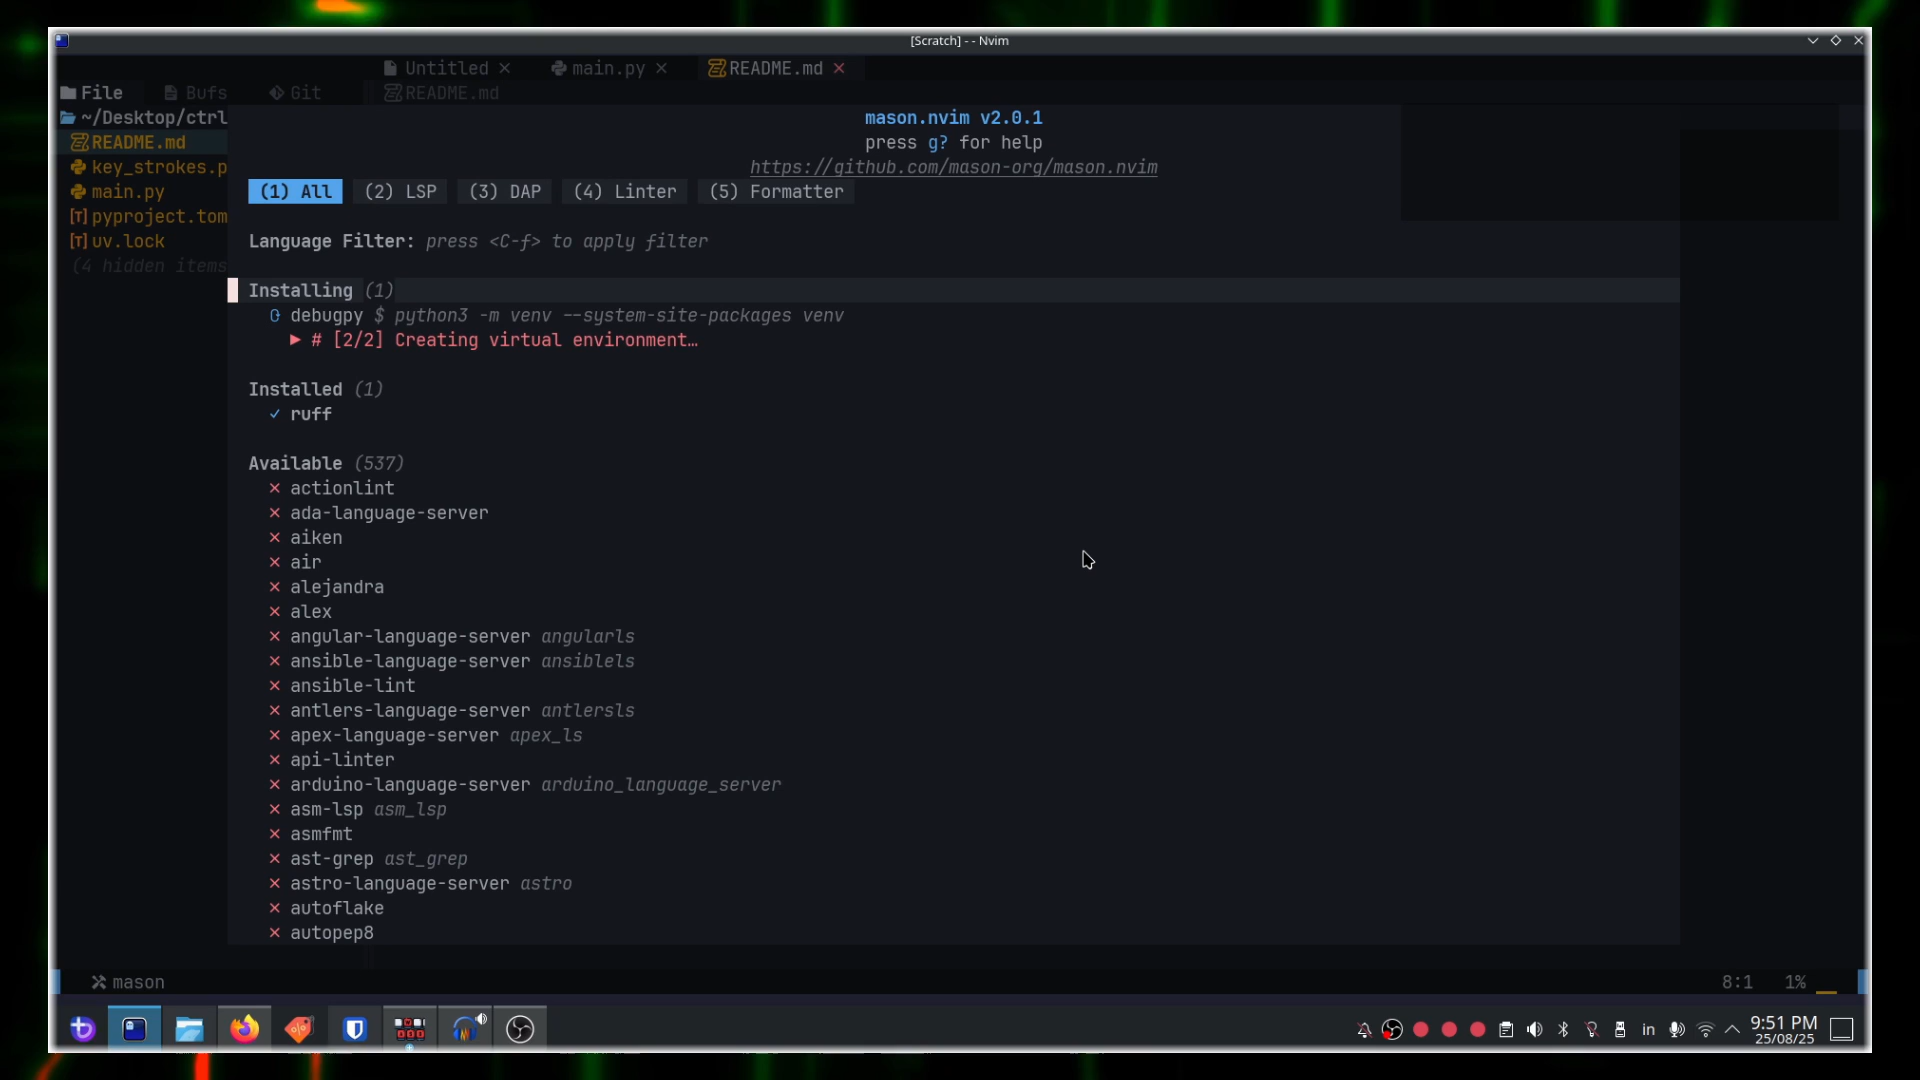 [Scratch] - - Nvim
Untitled × main.py × README.md ×
File Bufs Git README.md
~/Desktop/ctrl
README.md
key_strokes.p
main.py
[T] pyproject.tom
[T] uv.lock
(4 hidden items
mason.nvim v2.0.1
press g? for help
https://github.com/mason-org/mason.nvim
(1) All (2) LSP (3) DAP (4) Linter (5) Formatter
Language Filter: press <C-f> to apply filter
Installing (1)
debugpy $ python3 -m venv --system-site-packages venv
▶ # [2/2] Creating virtual environment…
Installed (1)
✓ ruff
Available (537)
✕ actionlint
✕ ada-language-server
✕ aiken
✕ air
✕ alejandra
✕ alex
✕ angular-language-server angularls
✕ ansible-language-server ansiblels
✕ ansible-lint
✕ antlers-language-server antlersls
✕ apex-language-server apex_ls
✕ api-linter
✕ arduino-language-server arduino_language_server
✕ asm-lsp asm_lsp
✕ asmfmt
✕ ast-grep ast_grep
✕ astro-language-server astro
✕ autoflake
✕ autopep8
mason 8:1 1%
in 9:51 PM
25/08/25